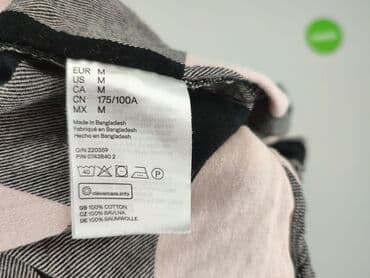 EUR M
US M
CA M
CN 175/100A
MX M
Made in Bangladesh
Fabriqué en Bangladesh
Hecho en Bangladesh
O/N 220359
P/N 0743840 2
40
P
clevercare.info
GB 100% COTTON.
CZ 100% BAVLNA.
DE 100% BAUMWOLLE.